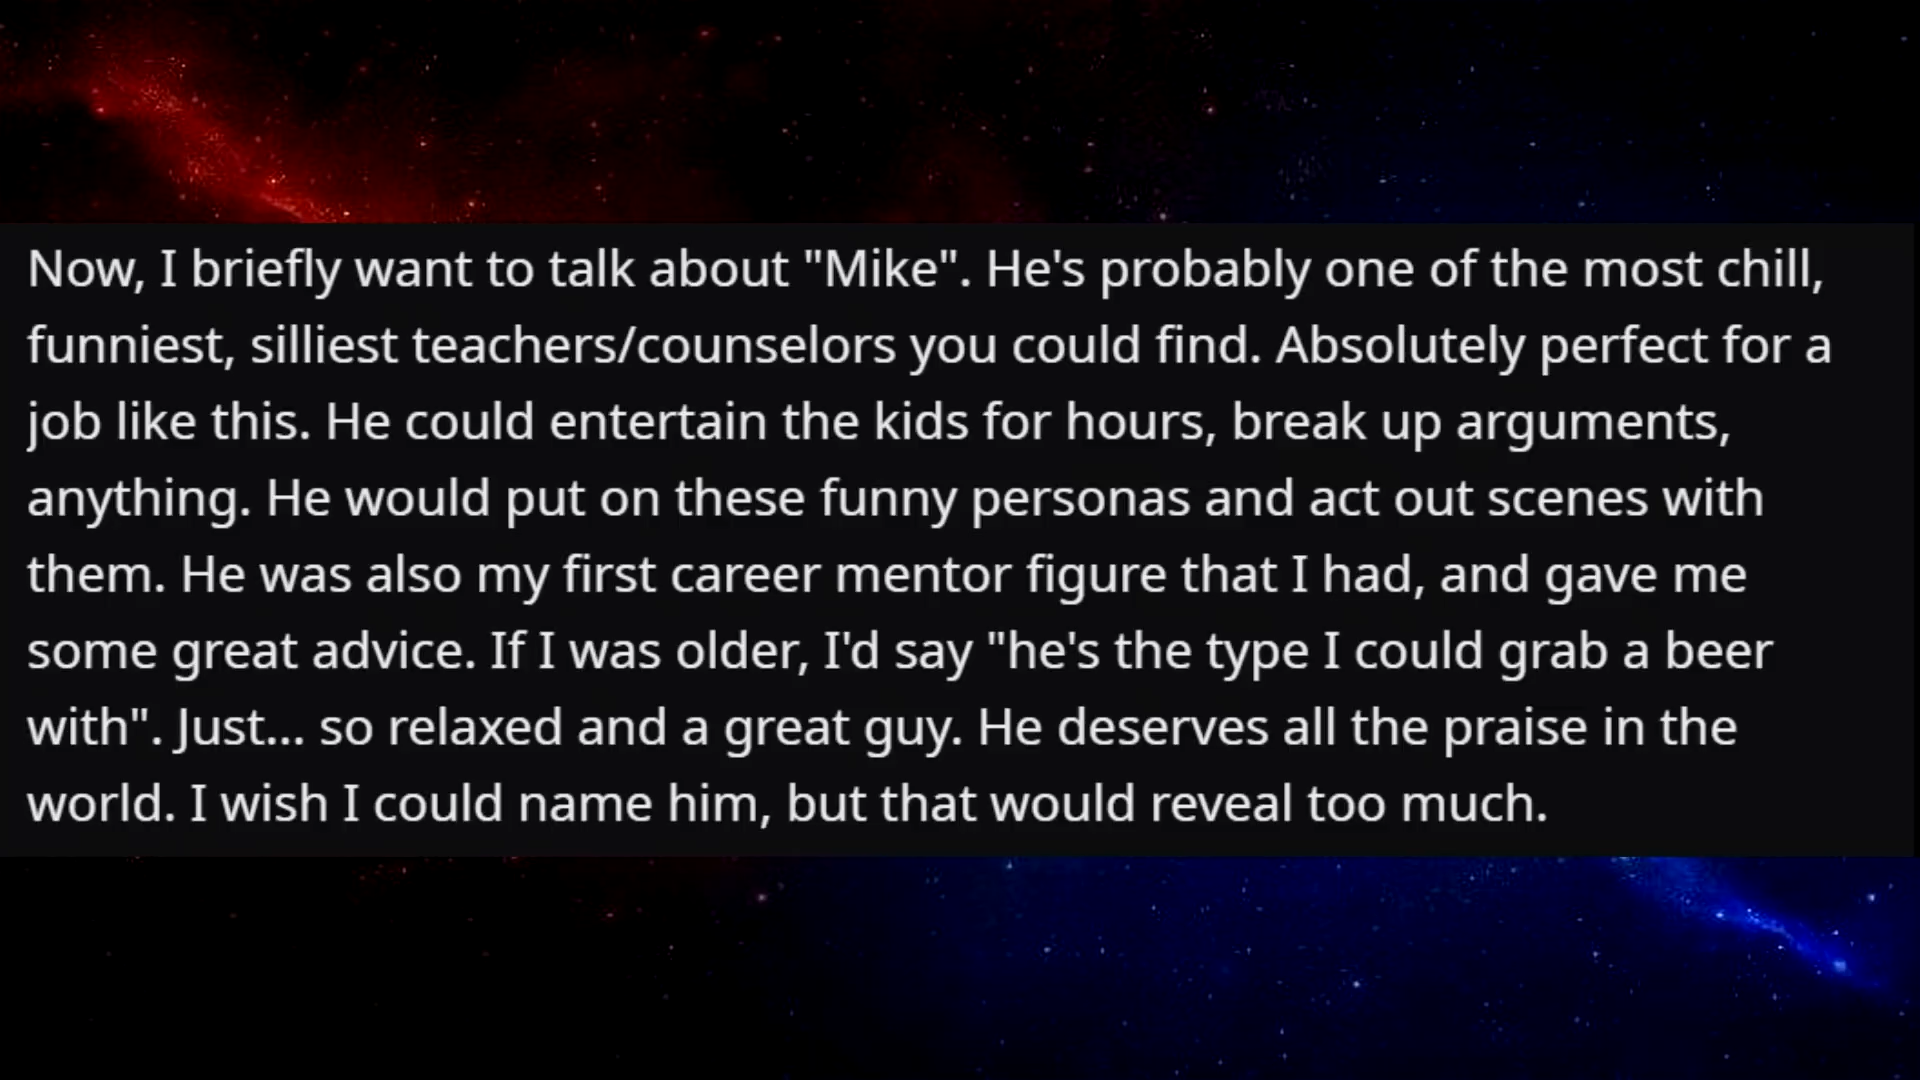 Now, I briefly want to talk about "Mike". He's probably one of the most chill,
funniest, silliest teachers/counselors you could find. Absolutely perfect for a
job like this. He could entertain the kids for hours, break up arguments,
anything. He would put on these funny personas and act out scenes with
them. He was also my first career mentor figure that I had, and gave me
some great advice. If I was older, I'd say "he's the type I could grab a beer
with". Just... so relaxed and a great guy. He deserves all the praise in the
world. I wish I could name him, but that would reveal too much.